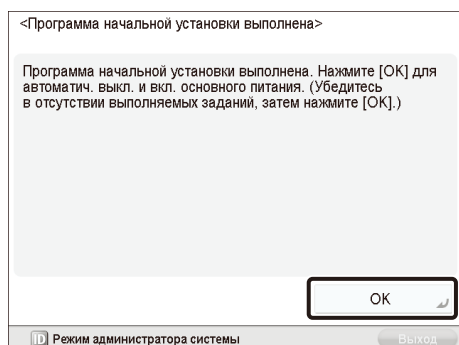 <Программа начальной установки выполнена>
Программа начальной установки выполнена. Нажмите [OK] для
автоматич. выкл. и вкл. основного питания. (Убедитесь
в отсутствии выполняемых заданий, затем нажмите [OK].)
OK
ID Режим администратора системы
Выход